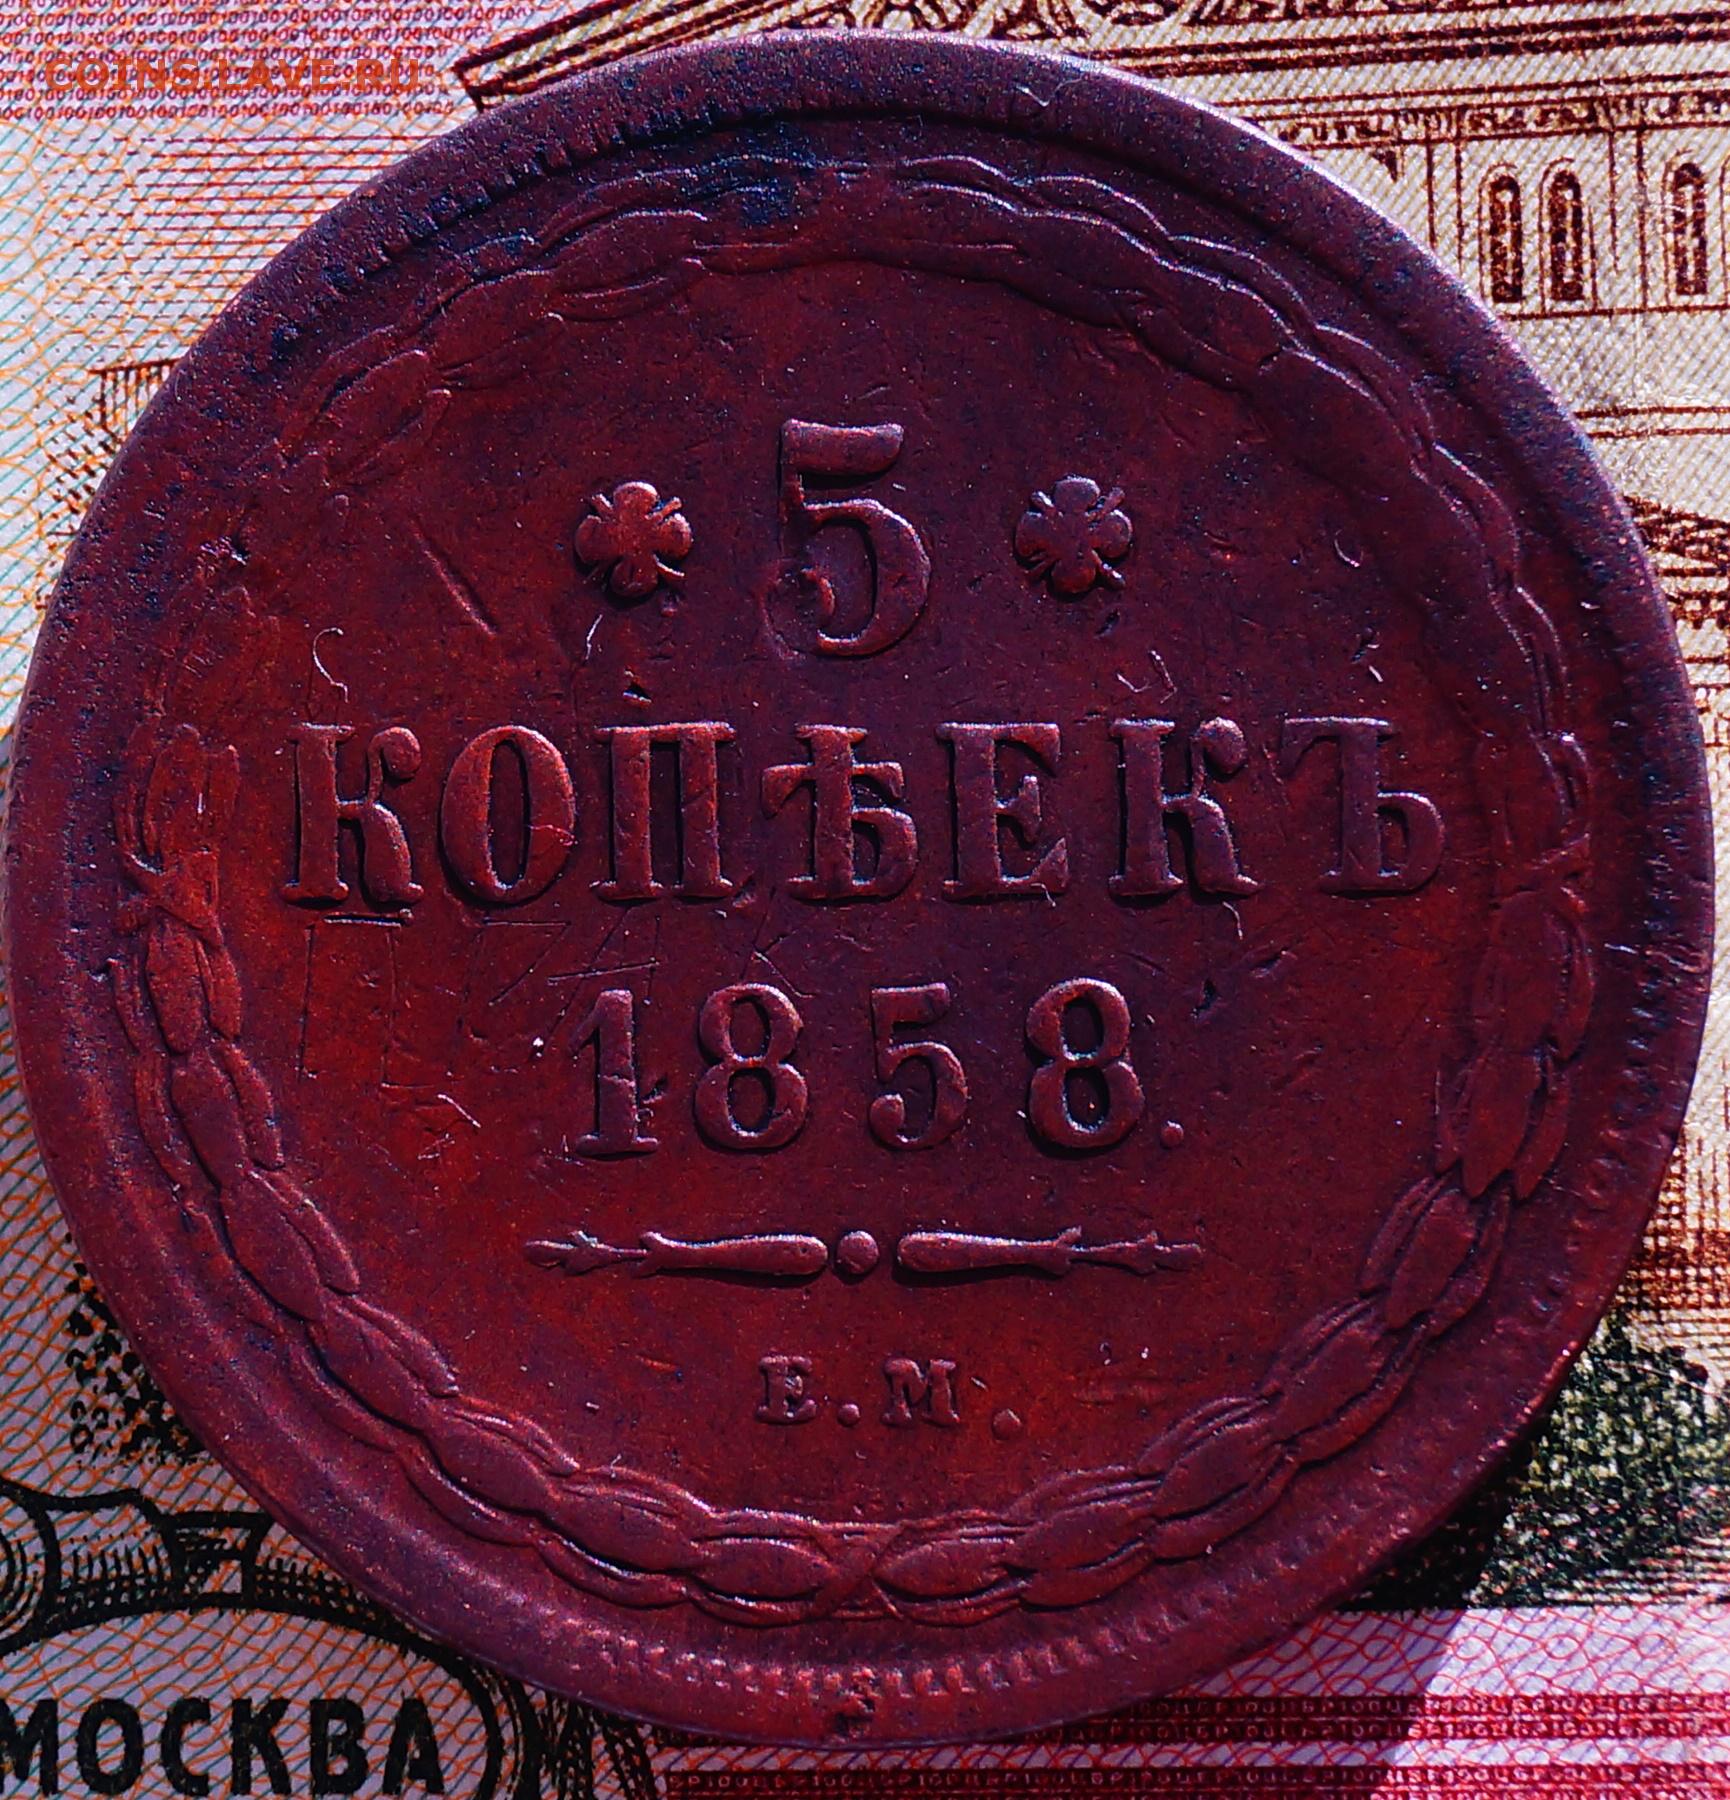 COINS.LAVE.RU
5
КОПѢЕКЪ
1858.
Е.М.
МОСКВА